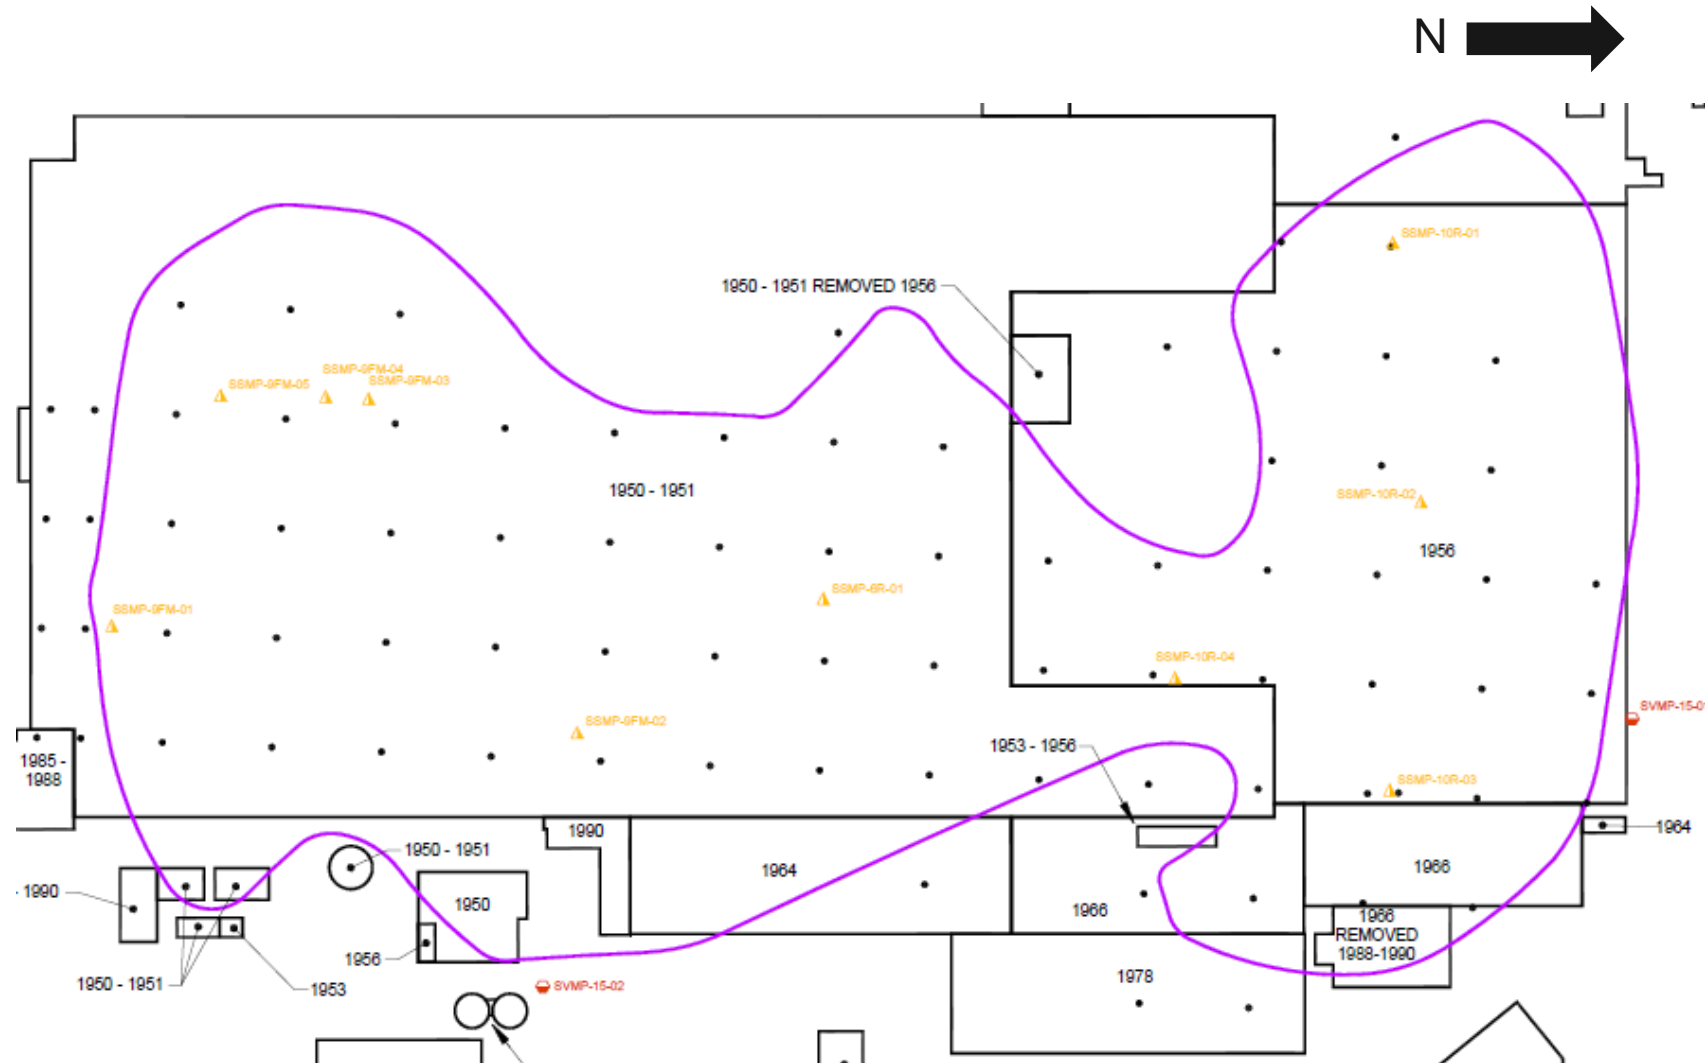 N
SSMP-10R-01
1950 - 1951 REMOVED 1956
SSMP-9FM-04
SSMP-9FM-05
SSMP-9FM-03
1950 - 1951
SSMP-10R-02
1956
SSMP-6R-01
SSMP-9FM-01
SSMP-10R-04
SVMP-15-0
SSMP-9FM-02
1953 - 1956
1985 -
1988
SSMP-10R-03
1990
1964
1950 - 1951
1964
1966
- 1990
1950
1966
1966
REMOVED
1988-1990
1956
1978
1950 - 1951
1953
SVMP-15-02